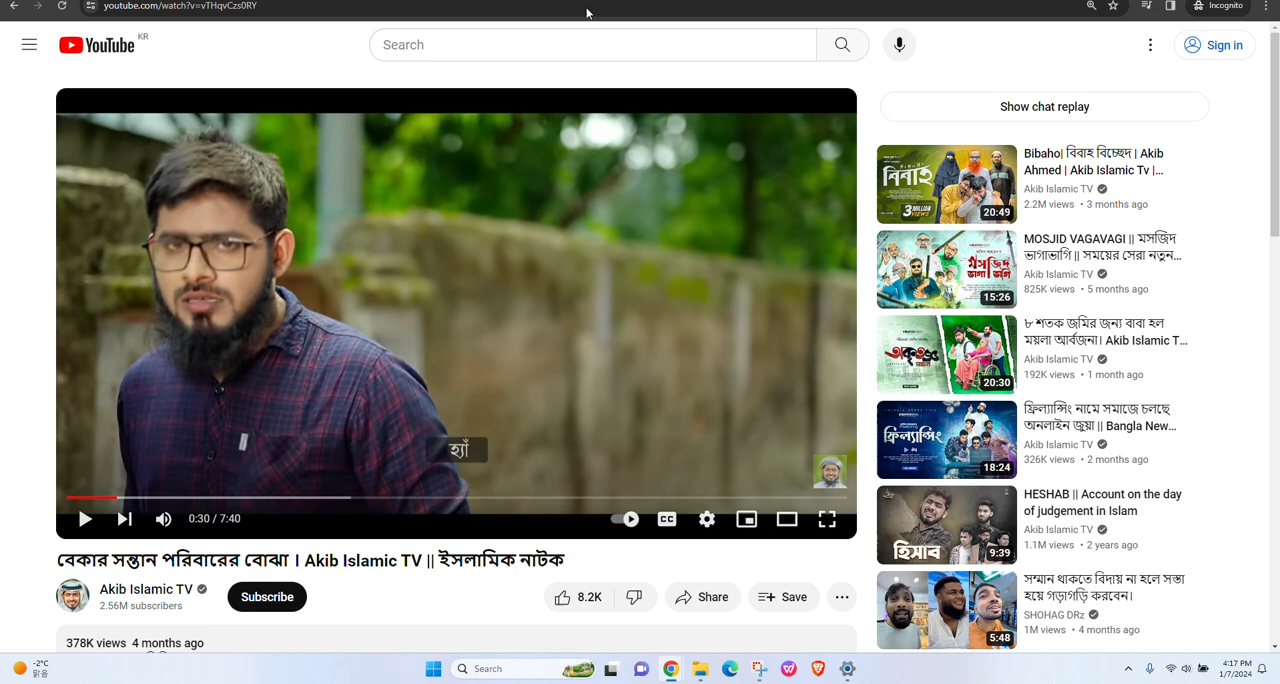 youtube.com/watch?v=vTHqvCzs0RY
Incognito
YouTube KR
Search
Sign in
হ্যাঁ
0:30 / 7:40
বেকার সন্তান পরিবারের বোঝা । Akib Islamic TV || ইসলামিক নাটক
Akib Islamic TV
2.56M subscribers
Subscribe
8.2K
Share
Save
378K views 4 months ago
Show chat replay
বিবাহ
3 MILLION VIEWS
20:49
Bibaho| বিবাহ বিচ্ছেদ | Akib
Ahmed | Akib Islamic Tv |...
Akib Islamic TV
2.2M views • 3 months ago
মসজিদ
ভাগা ভাগি
15:26
MOSJID VAGAVAGI || মসজিদ
ভাগাভাগি || সময়ের সেরা নতুন...
Akib Islamic TV
825K views • 5 months ago
20:30
৮ শতক জমির জন্য বাবা হল
ময়লা আর্বজনা। Akib Islamic T...
Akib Islamic TV
192K views • 1 month ago
ফ্রিল্যান্সিং
18:24
ফ্রিল্যান্সিং নামে সমাজে চলছে
অনলাইন জুয়া || Bangla New...
Akib Islamic TV
326K views • 2 months ago
হিসাব
9:39
HESHAB || Account on the day
of judgement in Islam
Akib Islamic TV
1.1M views • 2 years ago
5:48
সম্মান থাকতে বিদায় না হলে সস্তা
হয়ে গড়াগড়ি করবেন।
SHOHAG DRz
1M views • 4 months ago
-2°C
맑음
Search
4:17 PM
1/7/2024